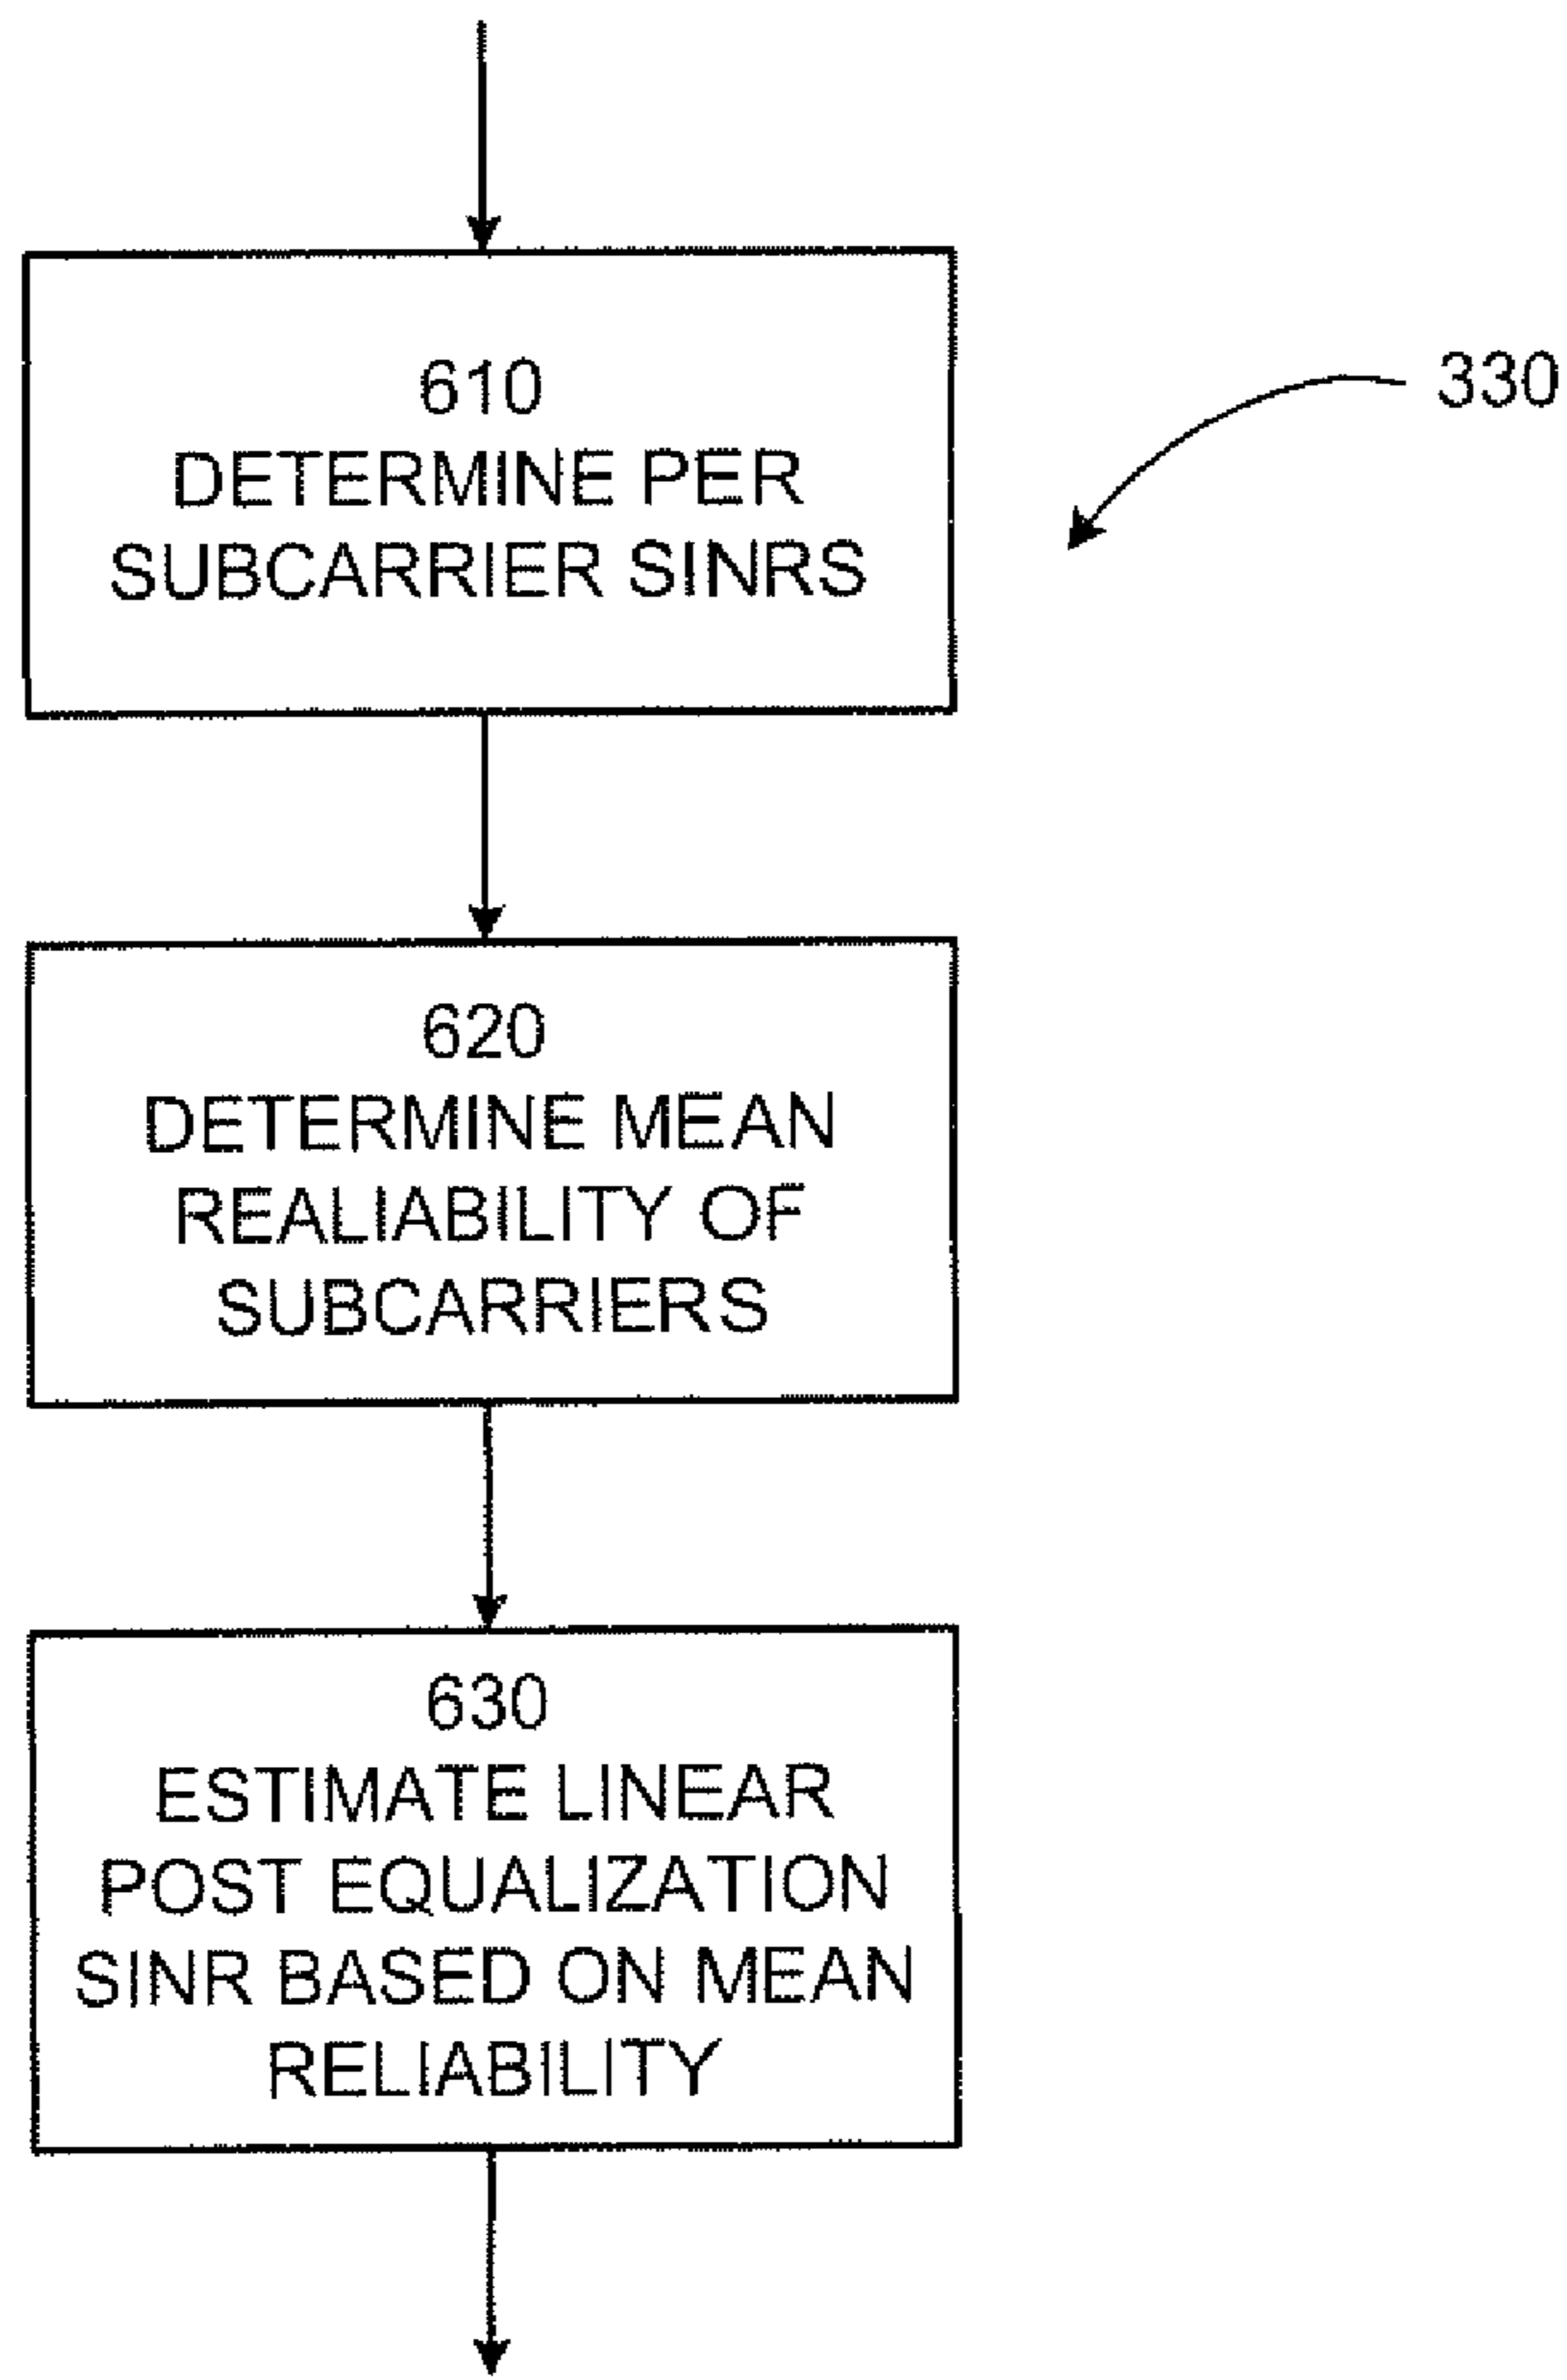 610
DETERMINE PER
SUBCARRIER SINRS
330
620
DETERMINE MEAN
REALIABILITY OF
SUBCARRIERS
630
ESTIMATE LINEAR
POST EQUALIZATION
SINR BASED ON MEAN
RELIABILITY